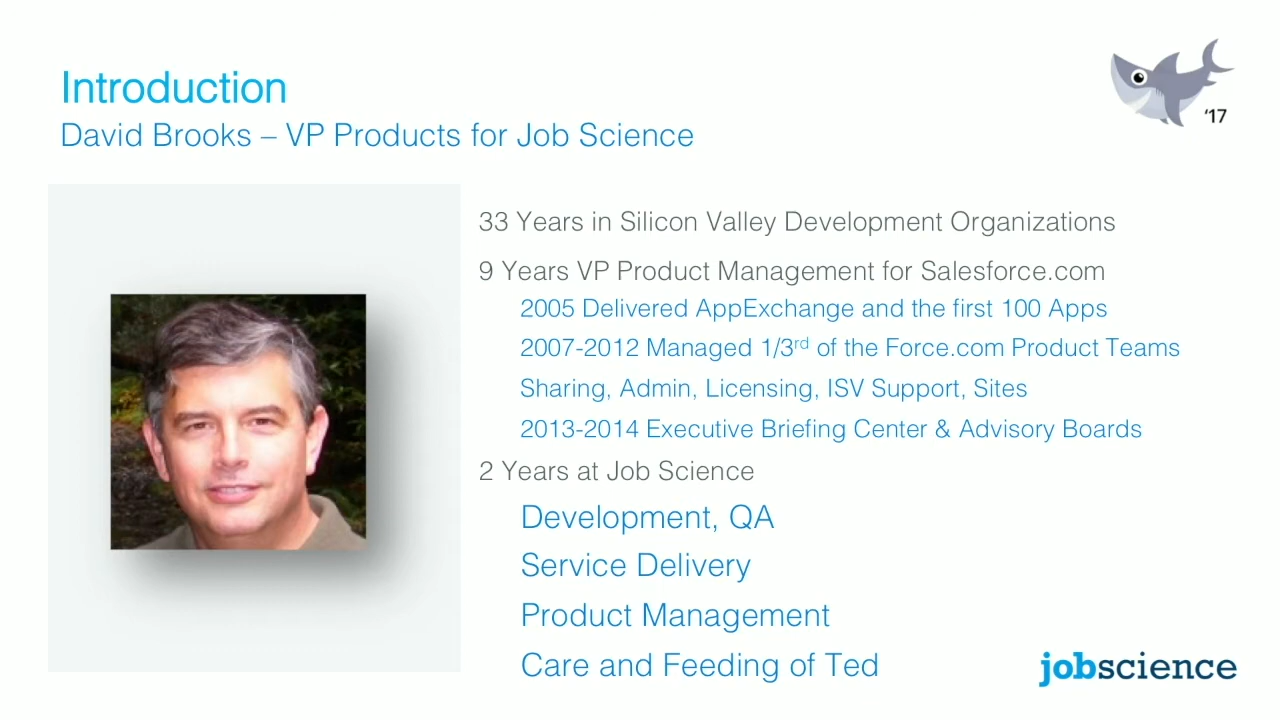 Introduction
David Brooks – VP Products for Job Science
'17
33 Years in Silicon Valley Development Organizations
9 Years VP Product Management for Salesforce.com
2005 Delivered AppExchange and the first 100 Apps
2007-2012 Managed 1/3rd of the Force.com Product Teams
Sharing, Admin, Licensing, ISV Support, Sites
2013-2014 Executive Briefing Center & Advisory Boards
2 Years at Job Science
Development, QA
Service Delivery
Product Management
Care and Feeding of Ted
jobscience